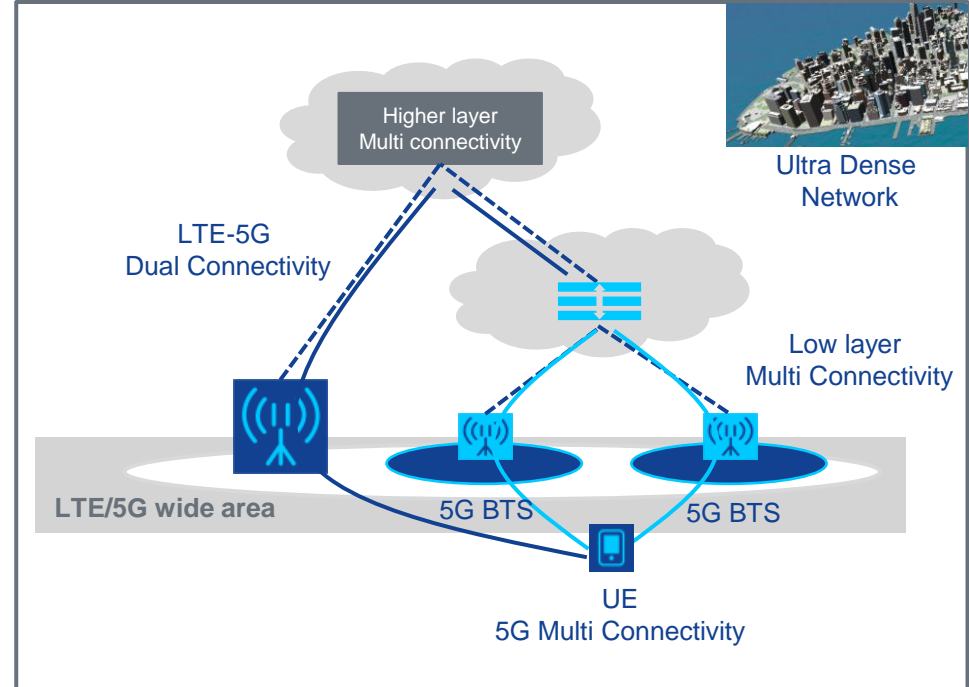 Higher layer
Multi connectivity
Ultra Dense
Network
LTE-5G
Dual Connectivity
Low layer
Multi Connectivity
LTE/5G wide area
5G BTS
5G BTS
UE
5G Multi Connectivity